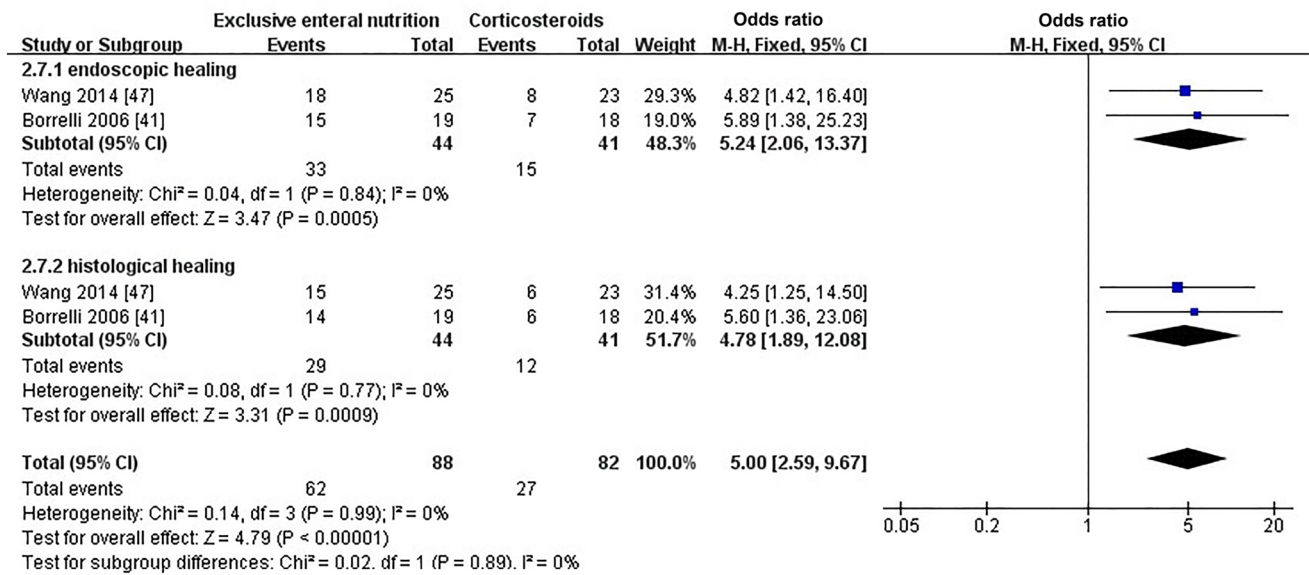 Exclusive enteral nutrition Corticosteroids Odds ratio Odds ratio
Study or Subgroup Events Total Events Total Weight M-H, Fixed, 95% CI M-H, Fixed, 95% CI
2.7.1 endoscopic healing
Wang 2014 [47] 18 25 8 23 29.3% 4.82 [1.42, 16.40]
Borrelli 2006 [41] 15 19 7 18 19.0% 5.89 [1.38, 25.23]
Subtotal (95% CI) 44 41 48.3% 5.24 [2.06, 13.37]
Total events 33 15
Heterogeneity: Chi² = 0.04, df = 1 (P = 0.84); I² = 0%
Test for overall effect: Z = 3.47 (P = 0.0005)
2.7.2 histological healing
Wang 2014 [47] 15 25 6 23 31.4% 4.25 [1.25, 14.50]
Borrelli 2006 [41] 14 19 6 18 20.4% 5.60 [1.36, 23.06]
Subtotal (95% CI) 44 41 51.7% 4.78 [1.89, 12.08]
Total events 29 12
Heterogeneity: Chi² = 0.08, df = 1 (P = 0.77); I² = 0%
Test for overall effect: Z = 3.31 (P = 0.0009)
Total (95% CI) 88 82 100.0% 5.00 [2.59, 9.67]
Total events 62 27
Heterogeneity: Chi² = 0.14, df = 3 (P = 0.99); I² = 0%
Test for overall effect: Z = 4.79 (P < 0.00001)
Test for subgroup differences: Chi² = 0.02, df = 1 (P = 0.89), I² = 0%
0.05 0.2 1 5 20